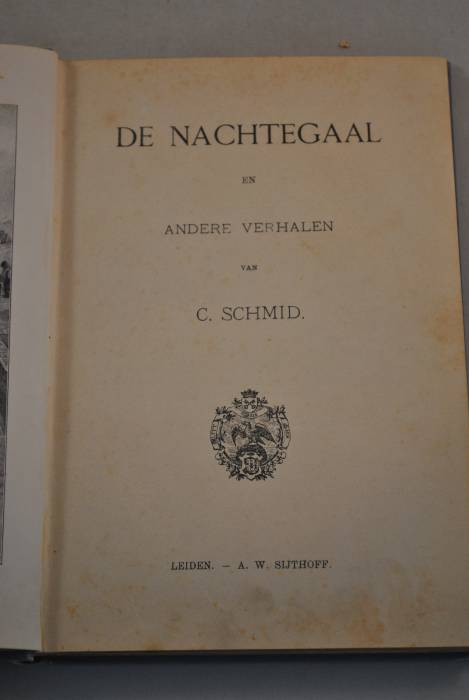 DE NACHTEGAAL
EN
ANDERE VERHALEN
VAN
C. SCHMID.
LEIDEN. — A. W. SIJTHOFF.